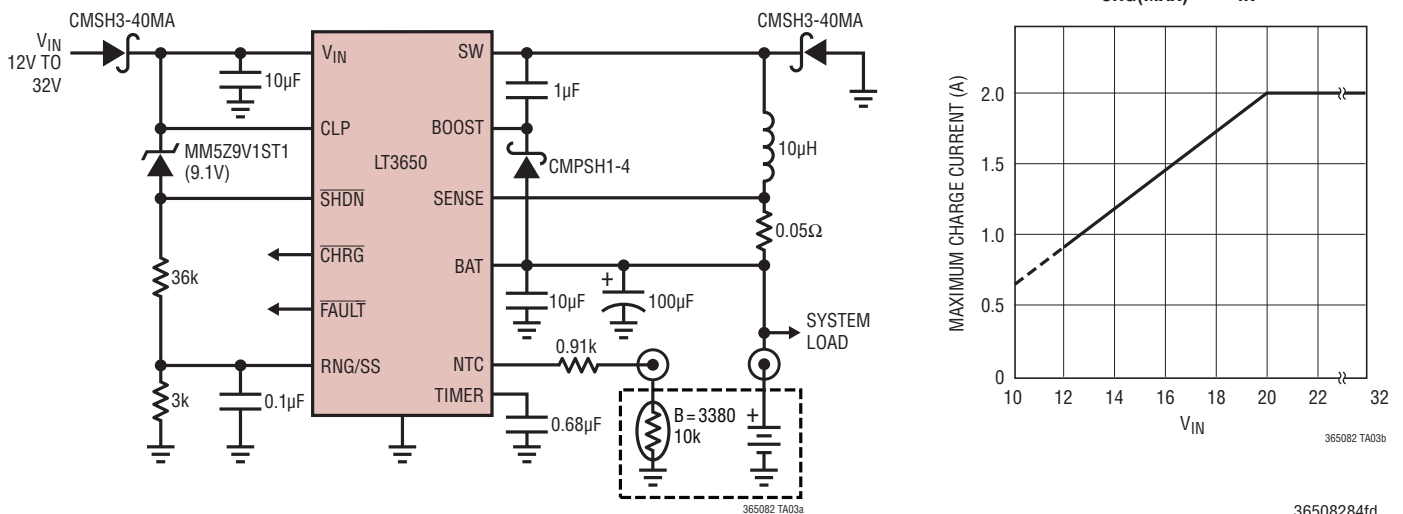 CMSH3-40MA
CMSH3-40MA
VIN
12V TO
32V
VIN
SW
10µF
1µF
CLP
BOOST
MM5Z9V1ST1
(9.1V)
LT3650
CMPSH1-4
10µH
SHDN
SENSE
0.05Ω
CHRG
BAT
36k
+
10µF
100µF
FAULT
SYSTEM
LOAD
0.91k
RNG/SS
NTC
3k
0.1µF
TIMER
0.68µF
B = 3380
10k
+
365082 TA03a
MAXIMUM CHARGE CURRENT (A)
2.0
1.5
1.0
0.5
0
10
12
14
16
18
20
22
32
VIN
365082 TA03b
36508284fd